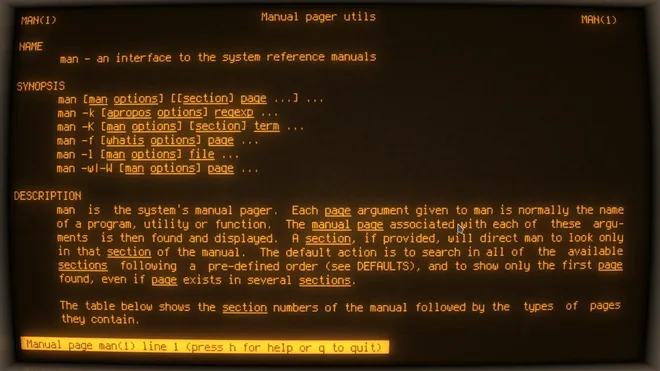 MAN(1) Manual pager utils MAN(1)
NAME
man - an interface to the system reference manuals
SYNOPSIS
man [man options] [[section] page ...] ...
man -k [apropos options] regexp ...
man -K [man options] [section] term ...
man -f [whatis options] page ...
man -l [man options] file ...
man -w|-W [man options] page ...
DESCRIPTION
man is the system's manual pager. Each page argument given to man is normally the name
of a program, utility or function. The manual page associated with each of these argu-
ments is then found and displayed. A section, if provided, will direct man to look only
in that section of the manual. The default action is to search in all of the available
sections following a pre-defined order (see DEFAULTS), and to show only the first page
found, even if page exists in several sections.
The table below shows the section numbers of the manual followed by the types of pages
they contain.
Manual page man(1) line 1 (press h for help or q to quit)